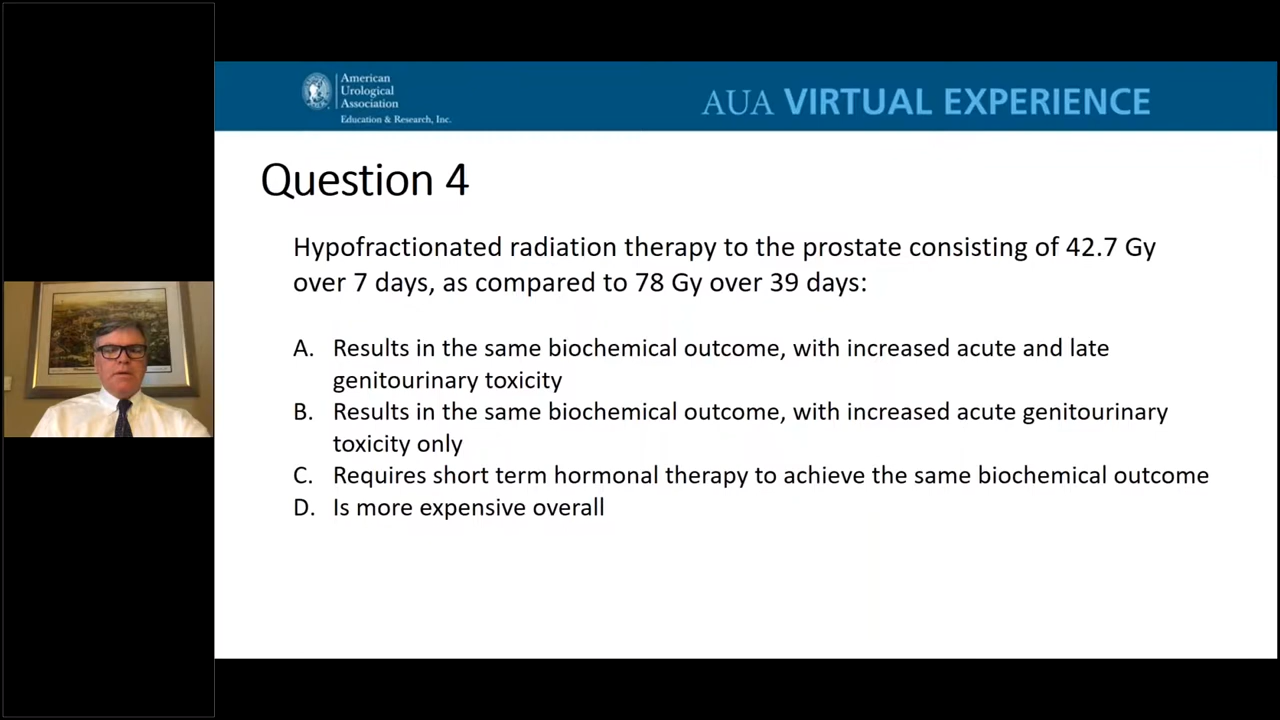 American
Urological
Association
Education & Research, Inc.
AUA VIRTUAL EXPERIENCE
Question 4
Hypofractionated radiation therapy to the prostate consisting of 42.7 Gy
over 7 days, as compared to 78 Gy over 39 days:
A. Results in the same biochemical outcome, with increased acute and late
genitourinary toxicity
B. Results in the same biochemical outcome, with increased acute genitourinary
toxicity only
C. Requires short term hormonal therapy to achieve the same biochemical outcome
D. Is more expensive overall